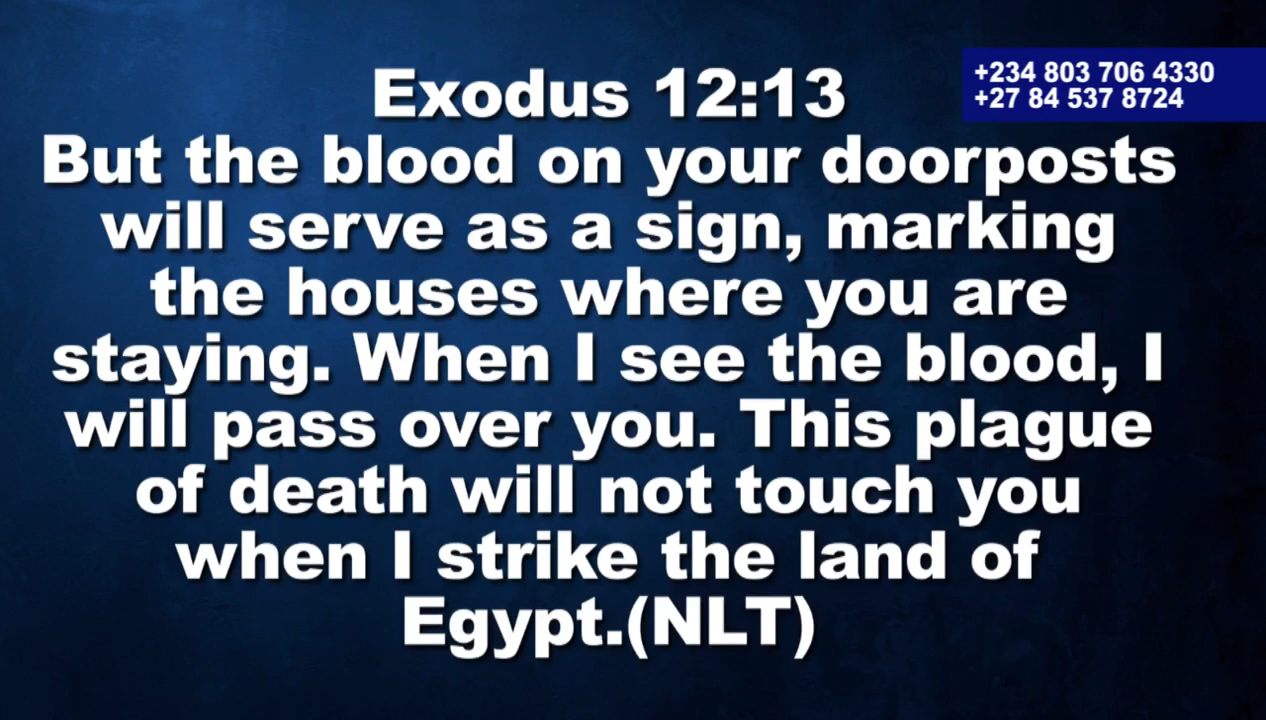 Exodus 12:13
+234 803 706 4330
+27 84 537 8724
But the blood on your doorposts
will serve as a sign, marking
the houses where you are
staying. When I see the blood, I
will pass over you. This plague
of death will not touch you
when I strike the land of
Egypt.(NLT)